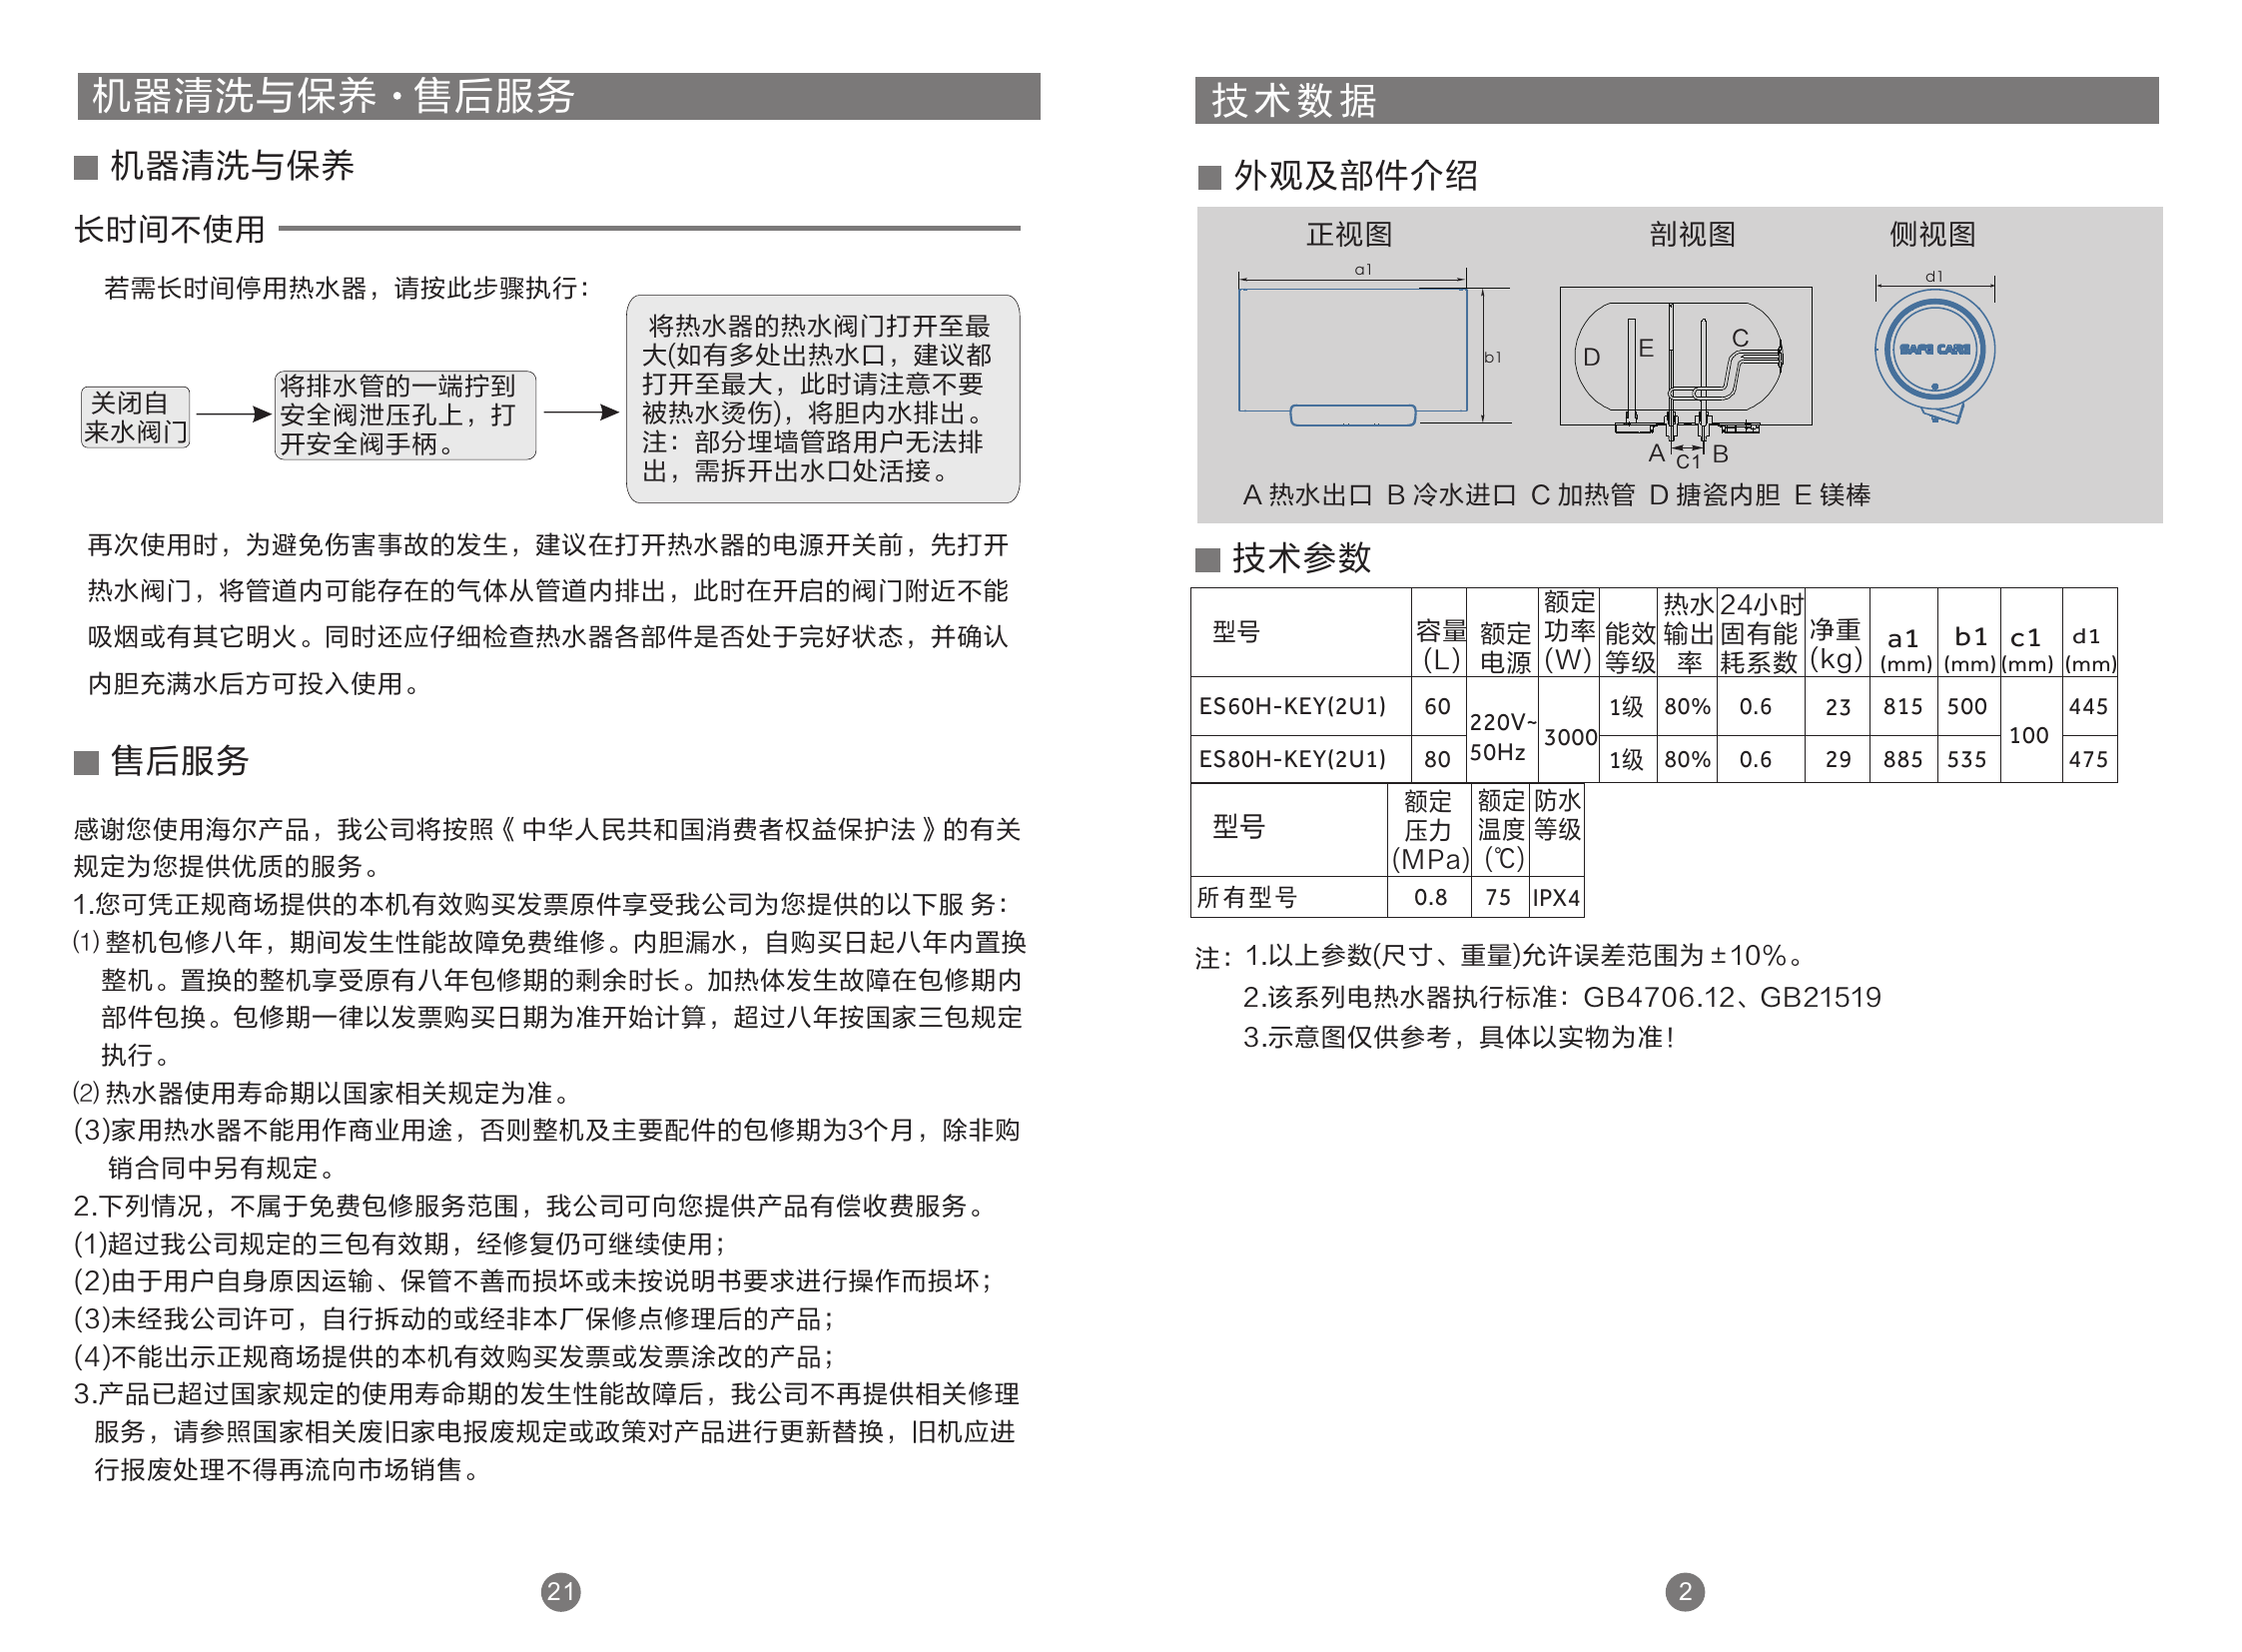 机器清洗与保养·售后服务
机器清洗与保养
长时间不使用
若需长时间停用热水器，请按此步骤执行：
关闭自
来水阀门
将排水管的一端拧到
安全阀泄压孔上，打
开安全阀手柄。
将热水器的热水阀门打开至最
大(如有多处出热水口，建议都
打开至最大，此时请注意不要
被热水烫伤)，将胆内水排出。
注：部分埋墙管路用户无法排
出，需拆开出水口处活接。
再次使用时，为避免伤害事故的发生，建议在打开热水器的电源开关前，先打开
热水阀门，将管道内可能存在的气体从管道内排出，此时在开启的阀门附近不能
吸烟或有其它明火。同时还应仔细检查热水器各部件是否处于完好状态，并确认
内胆充满水后方可投入使用。
售后服务
感谢您使用海尔产品，我公司将按照《中华人民共和国消费者权益保护法》的有关
规定为您提供优质的服务。
1.您可凭正规商场提供的本机有效购买发票原件享受我公司为您提供的以下服 务：
⑴ 整机包修八年，期间发生性能故障免费维修。内胆漏水，自购买日起八年内置换
整机。置换的整机享受原有八年包修期的剩余时长。加热体发生故障在包修期内
部件包换。包修期一律以发票购买日期为准开始计算，超过八年按国家三包规定
执行。
⑵ 热水器使用寿命期以国家相关规定为准。
(3)家用热水器不能用作商业用途，否则整机及主要配件的包修期为3个月，除非购
销合同中另有规定。
2.下列情况，不属于免费包修服务范围，我公司可向您提供产品有偿收费服务。
(1)超过我公司规定的三包有效期，经修复仍可继续使用；
(2)由于用户自身原因运输、保管不善而损坏或未按说明书要求进行操作而损坏；
(3)未经我公司许可，自行拆动的或经非本厂保修点修理后的产品；
(4)不能出示正规商场提供的本机有效购买发票或发票涂改的产品；
3.产品已超过国家规定的使用寿命期的发生性能故障后，我公司不再提供相关修理
服务，请参照国家相关废旧家电报废规定或政策对产品进行更新替换，旧机应进
行报废处理不得再流向市场销售。
21
技术数据
外观及部件介绍
正视图 剖视图 侧视图
a1 d1
b1
D E C
SAFE CARE
A C1 B
A 热水出口 B 冷水进口 C 加热管 D 搪瓷内胆 E 镁棒
技术参数
型号 容量(L) 额定电源 额定功率(W) 能效等级 热水输出率 24小时固有能耗系数 净重(kg) a1(mm) b1(mm) c1(mm) d1(mm)
ES60H-KEY(2U1) 60 220V~50Hz 3000 1级 80% 0.6 23 815 500 100 445
ES80H-KEY(2U1) 80 1级 80% 0.6 29 885 535 475
型号 额定压力(MPa) 额定温度(℃) 防水等级
所有型号 0.8 75 IPX4
注：1.以上参数(尺寸、重量)允许误差范围为±10%。
2.该系列电热水器执行标准：GB4706.12、GB21519
3.示意图仅供参考，具体以实物为准！
2